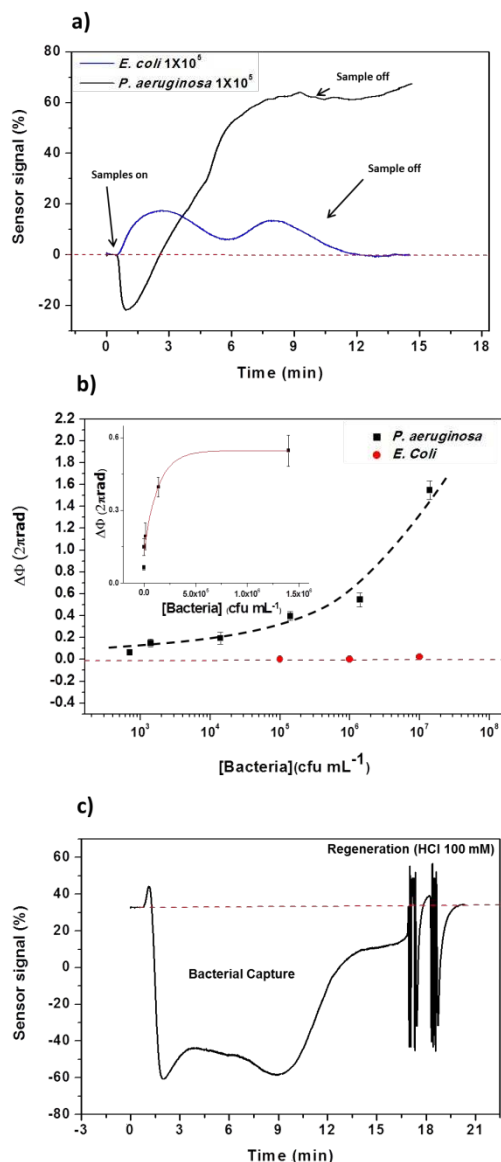 a)
80
60
40
20
0
-20
E. coli 1X10⁵
P. aeruginosa 1X10⁵
Sample off
Samples on
Sample off
Sensor signal (%)
0 3 6 9 12 15 18
Time (min)
b)
2.2
2.0
1.8
1.6
1.4
1.2
1.0
0.8
0.6
0.4
0.2
0.0
-0.2
-0.4
ΔΦ (2πrad)
0.6
0.3
0.0
ΔΦ (2πrad)
0.0 5.0x10⁵ 1.0x10⁶ 1.5x10⁶
[Bacteria] (cfu mL⁻¹)
P. aeruginosa
E. Coli
10³ 10⁴ 10⁵ 10⁶ 10⁷ 10⁸
[Bacteria](cfu mL⁻¹)
c)
80
60
40
20
0
-20
-40
-60
-80
Sensor signal (%)
Regeneration (HCl 100 mM)
Bacterial Capture
-3 0 3 6 9 12 15 18 21
Time (min)